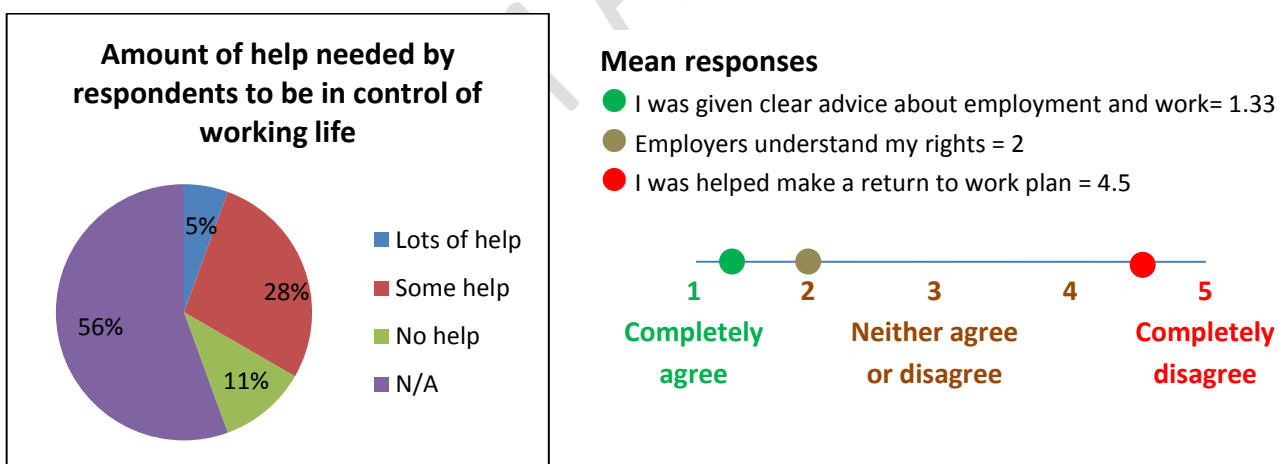 Amount of help needed by
respondents to be in control of
working life
5%
28%
11%
56%
Lots of help
Some help
No help
N/A
Mean responses
I was given clear advice about employment and work= 1.33
Employers understand my rights = 2
I was helped make a return to work plan = 4.5
1 2 3 4 5
Completely agree
Neither agree or disagree
Completely disagree